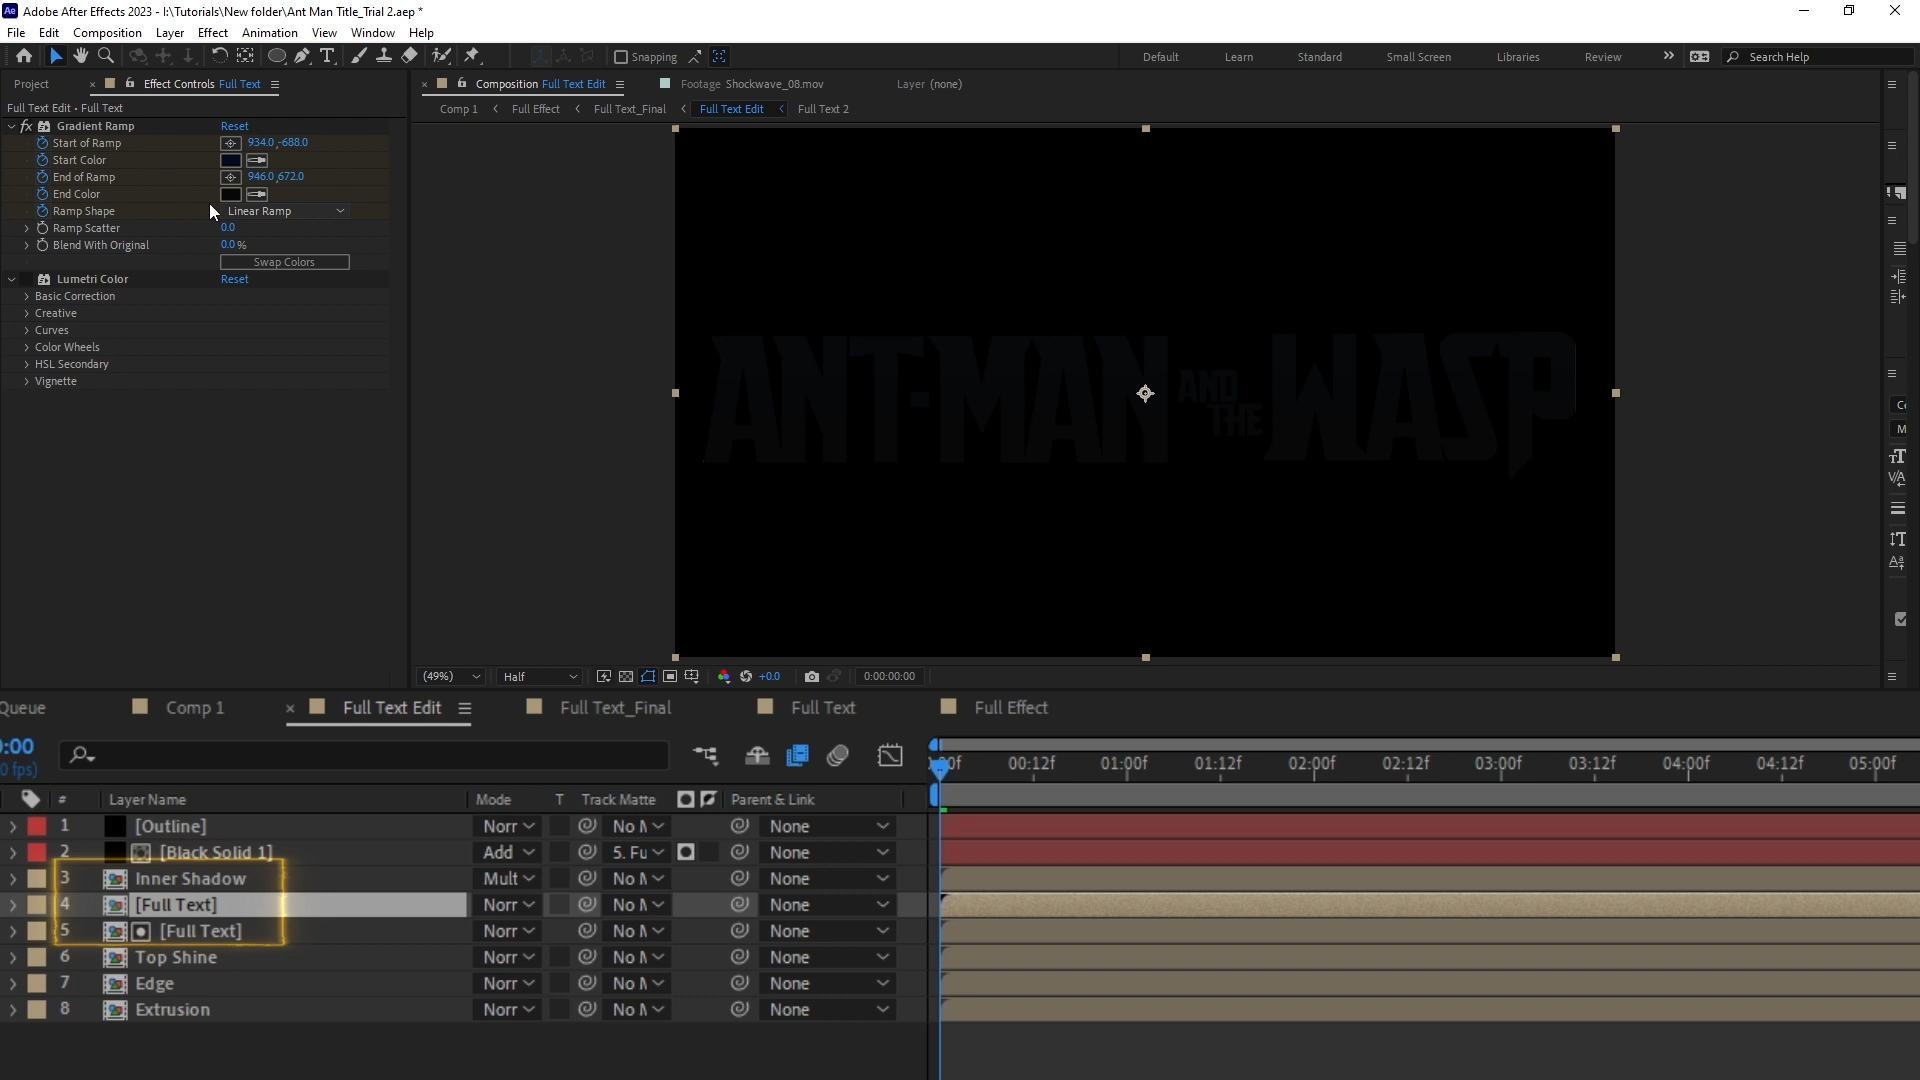 Adobe After Effects 2023 - I:\Tutorials\New folder\Ant Man Title_Trial 2.aep *
File Edit Composition Layer Effect Animation View Window Help
Snapping Default Learn Standard Small Screen Libraries Review Search Help
Project Effect Controls Full Text
Composition Full Text Edit Footage Shockwave_08.mov Layer (none)
Full Text Edit • Full Text
Comp 1 Full Effect Full Text_Final Full Text Edit Full Text 2
fx Gradient Ramp Reset
Start of Ramp 934.0,-688.0
Start Color
End of Ramp 946.0,672.0
End Color
Ramp Shape Linear Ramp
Ramp Scatter 0.0
Blend With Original 0.0 %
Swap Colors
Lumetri Color Reset
Basic Correction
Creative
Curves
Color Wheels
HSL Secondary
Vignette
ANT-MAN AND THE WASP
(49%) Half +0.0 0:00:00:00
Queue Comp 1 Full Text Edit Full Text_Final Full Text Full Effect
:00
0 fps)
00:12f 01:00f 01:12f 02:00f 02:12f 03:00f 03:12f 04:00f 04:12f 05:00f
# Layer Name Mode T Track Matte Parent & Link
1 [Outline] Norr No M None
2 [Black Solid 1] Add 5. Fu None
3 Inner Shadow Mult No M None
4 [Full Text] Norr No M None
5 [Full Text] Norr No M None
6 Top Shine Norr No M None
7 Edge Norr No M None
8 Extrusion Norr No M None